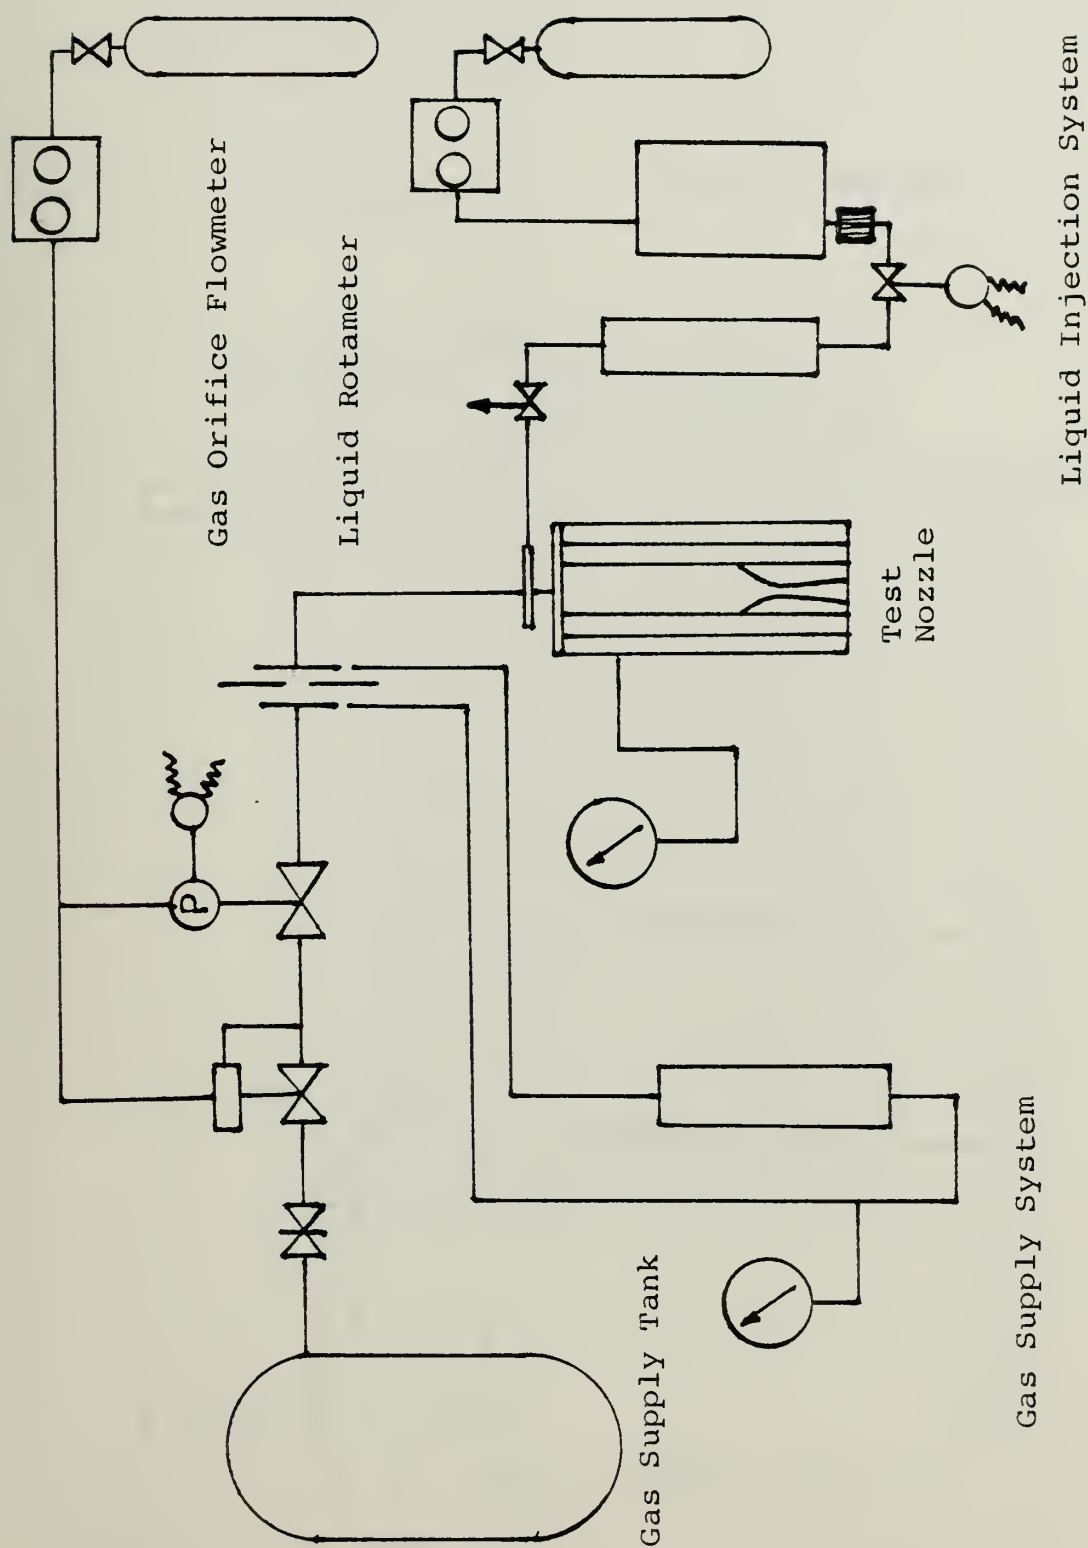 Gas Orifice Flowmeter
Liquid Rotameter
P
Test
Nozzle
Gas Supply Tank
Gas Supply System
Liquid Injection System